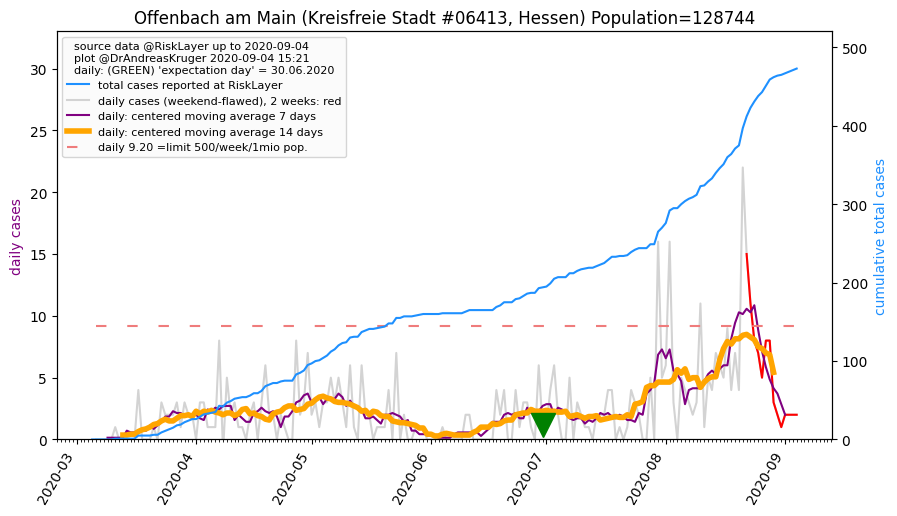 Offenbach am Main (Kreisfreie Stadt #06413, Hessen) Population=128744
source data @RiskLayer up to 2020-09-04
plot @DrAndreasKruger 2020-09-04 15:21
daily: (GREEN) 'expectation day' = 30.06.2020
total cases reported at RiskLayer
daily cases (weekend-flawed), 2 weeks: red
daily: centered moving average 7 days
daily: centered moving average 14 days
daily 9.20 =limit 500/week/1mio pop.
daily cases
30
25
20
15
10
5
0
500
400
300
200
100
0
cumulative total cases
2020-03
2020-04
2020-05
2020-06
2020-07
2020-08
2020-09